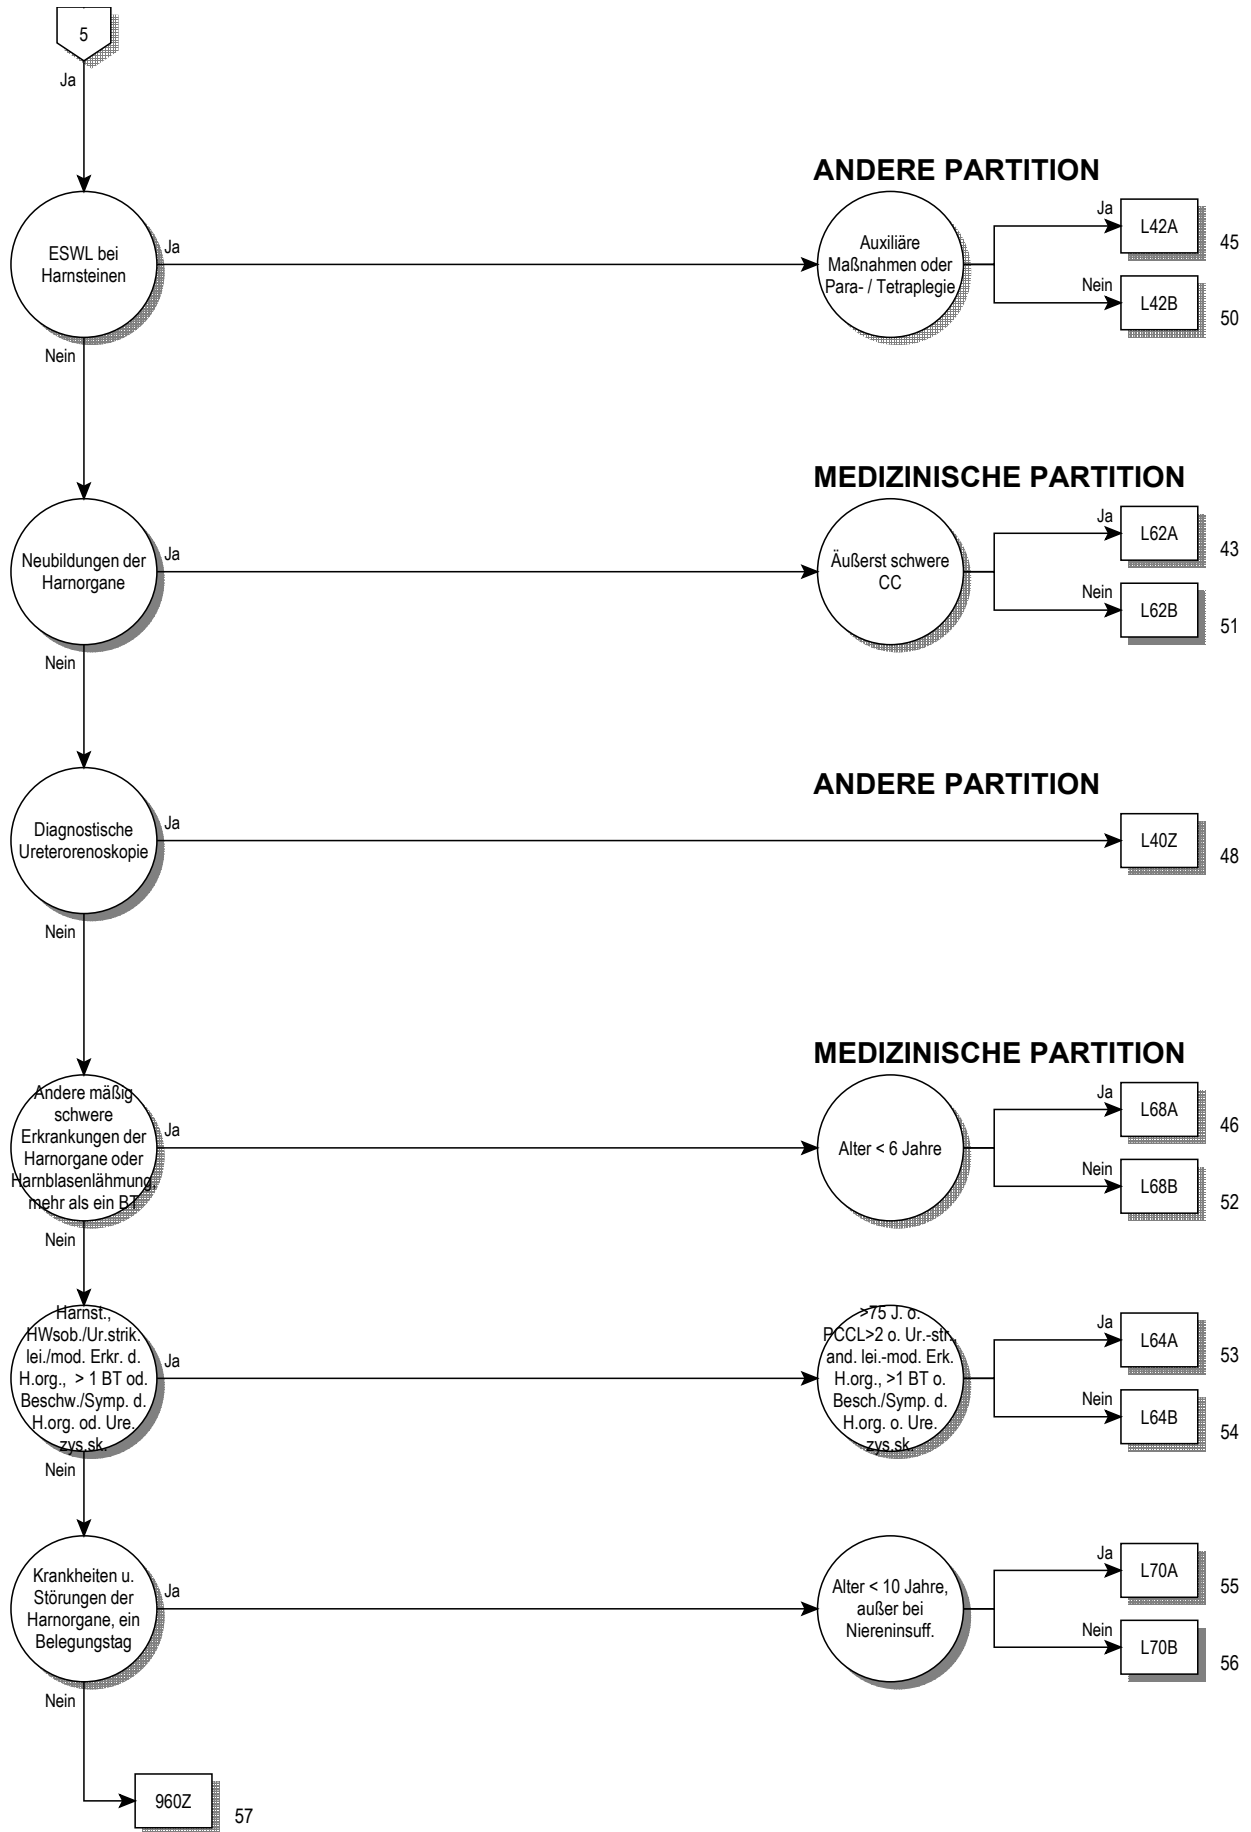 5
Ja
ANDERE PARTITION
ESWL bei
Harnsteinen
Ja
Auxiliäre
Maßnahmen oder
Para- / Tetraplegie
Ja
L42A
45
Nein
L42B
50
Nein
MEDIZINISCHE PARTITION
Neubildungen der
Harnorgane
Ja
Äußerst schwere
CC
Ja
L62A
43
Nein
L62B
51
Nein
ANDERE PARTITION
Diagnostische
Ureterorenoskopie
Ja
L40Z
48
Nein
MEDIZINISCHE PARTITION
Andere mäßig
schwere
Erkrankungen der
Harnorgane oder
Harnblasenlähmung,
mehr als ein BT
Ja
Alter < 6 Jahre
Ja
L68A
46
Nein
L68B
52
Nein
Harnst.,
HWsob./Ur.strik.
lei./mod. Erkr. d.
H.org., > 1 BT od.
Beschw./Symp. d.
H.org. od. Ure.
zys.sk.
Ja
>75 J. o.
PCCL>2 o. Ur.-str.,
and. lei.-mod. Erk.
H.org., >1 BT o.
Besch./Symp. d.
H.org. o. Ure.
zys.sk.
Ja
L64A
53
Nein
L64B
54
Nein
Krankheiten u.
Störungen der
Harnorgane, ein
Belegungstag
Ja
Alter < 10 Jahre,
außer bei
Niereninsuff.
Ja
L70A
55
Nein
L70B
56
Nein
960Z
57